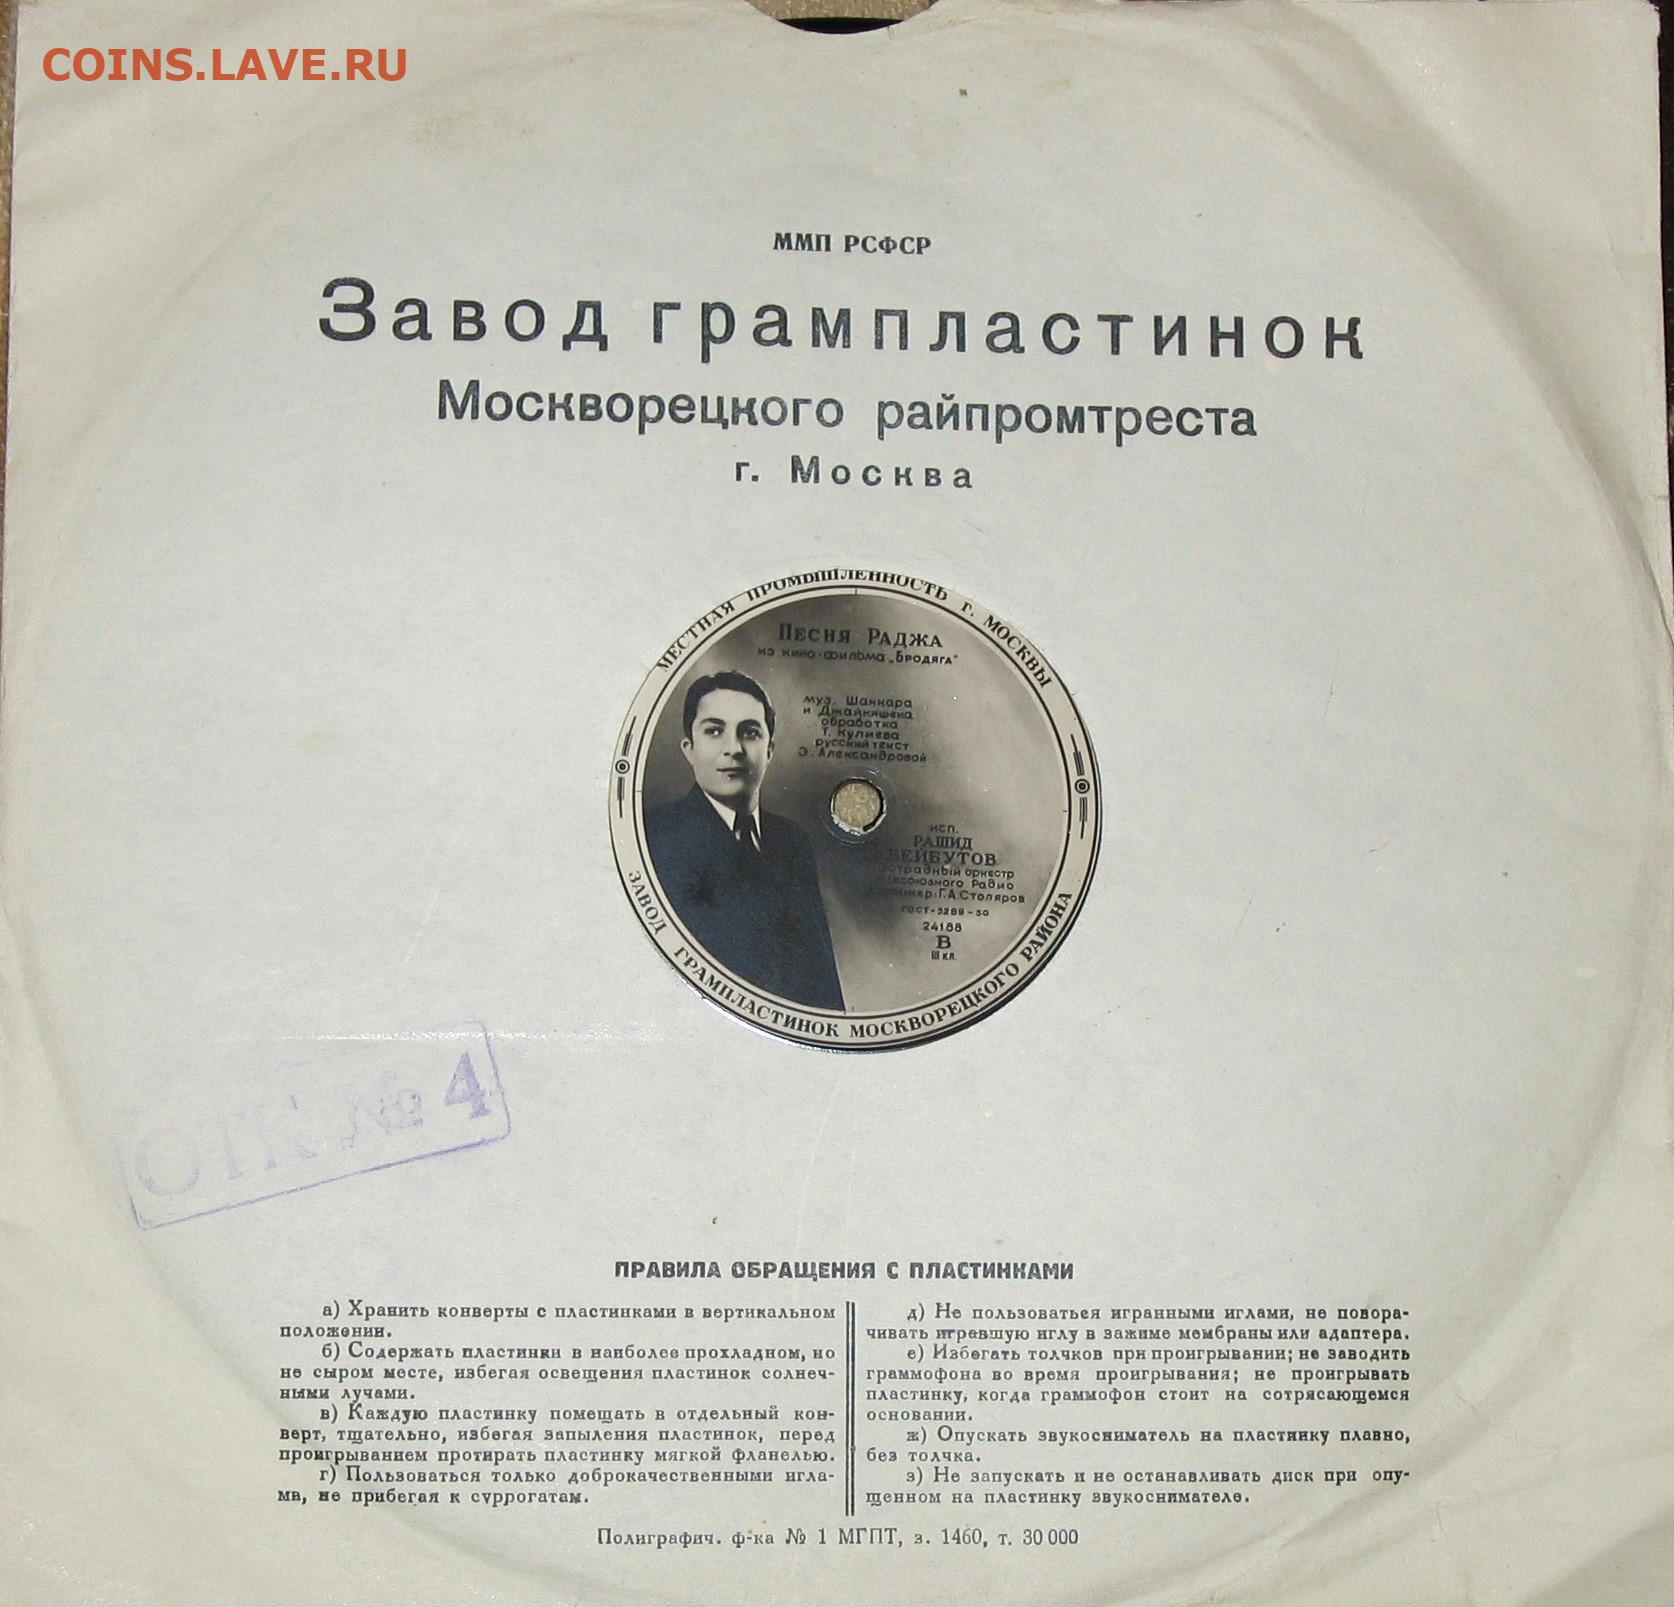 COINS.LAVE.RU
ММП РСФСР
Завод грампластинок
Москворецкого райпромтреста
г. Москва
МЕСТНАЯ ПРОМЫШЛЕННОСТЬ г. МОСКВЫ
Песня Раджа
из кино-фильма „Бродяга“
муз. Шанкара
и Джайкишена
обработка
Т. Кулиева
русский текст
Э. Александровой
исп.
РАШИД
БЕЙБУТОВ
оркестр
Радио
Г.А.Столяров
ГОСТ-5289-50
24188
В
III кл.
ЗАВОД ГРАМПЛАСТИНОК МОСКВОРЕЦКОГО РАЙОНА
ОТК № 4
ПРАВИЛА ОБРАЩЕНИЯ С ПЛАСТИНКАМИ
а) Хранить конверты с пластинками в вертикальном
положении.
б) Содержать пластинки в наиболее прохладном, но
не сыром месте, избегая освещения пластинок солнеч-
ными лучами.
в) Каждую пластинку помещать в отдельный кон-
верт, тщательно, избегая запыления пластинок, перед
проигрыванием протирать пластинку мягкой фланелью.
г) Пользоваться только доброкачественными игла-
ми, не прибегая к суррогатам.
д) Не пользоваться игранными иглами, не повора-
чивать игравшую иглу в зажиме мембраны или адаптера.
е) Избегать толчков при проигрывании; не заводить
граммофона во время проигрывания; не проигрывать
пластинку, когда граммофон стоит на сотрясающемся
основании.
ж) Опускать звукосниматель на пластинку плавно,
без толчка.
з) Не запускать и не останавливать диск при опу-
щенном на пластинку звукоснимателе.
Полиграфич. ф-ка № 1 МГПТ, з. 1460, т. 30 000